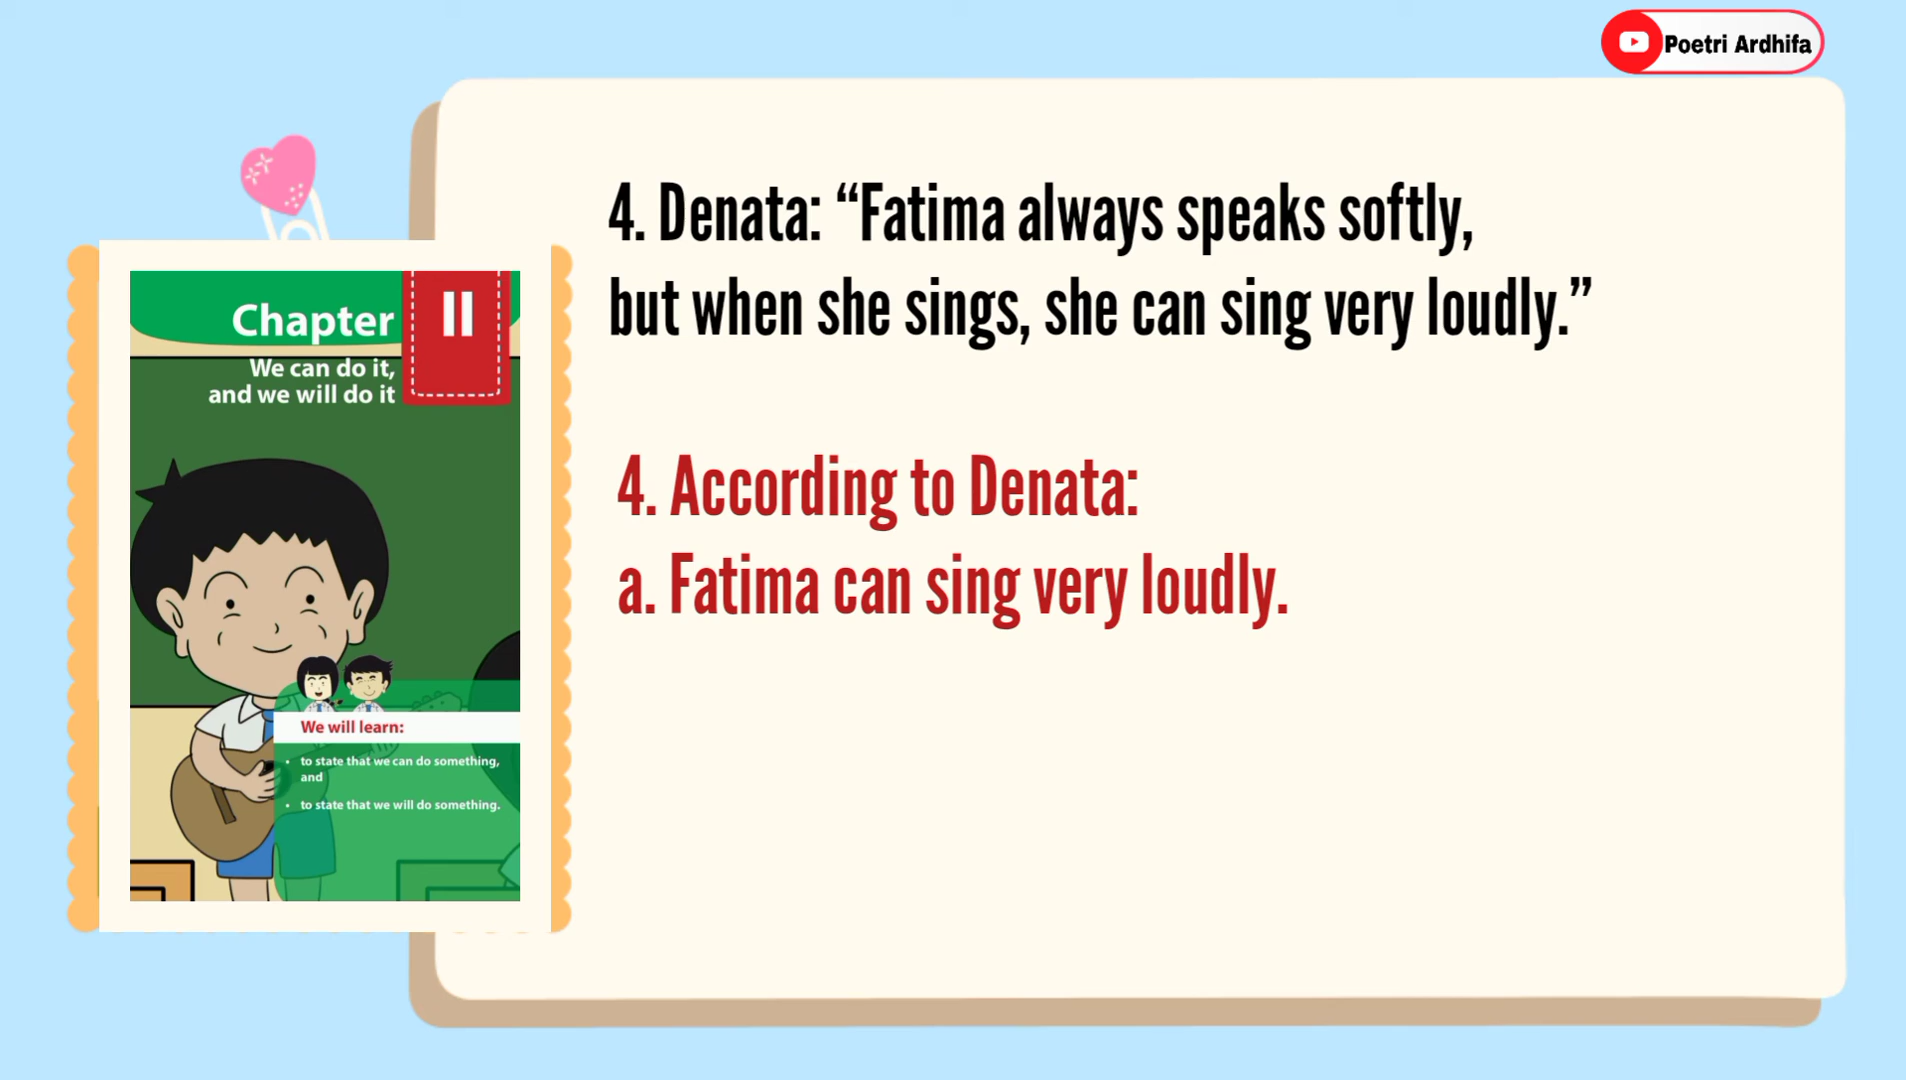 Poetri Ardhifa
4. Denata: “Fatima always speaks softly,
but when she sings, she can sing very loudly.”
4. According to Denata:
a. Fatima can sing very loudly.
Chapter
II
We can do it,
and we will do it
We will learn:
• to state that we can do something,
and
• to state that we will do something.